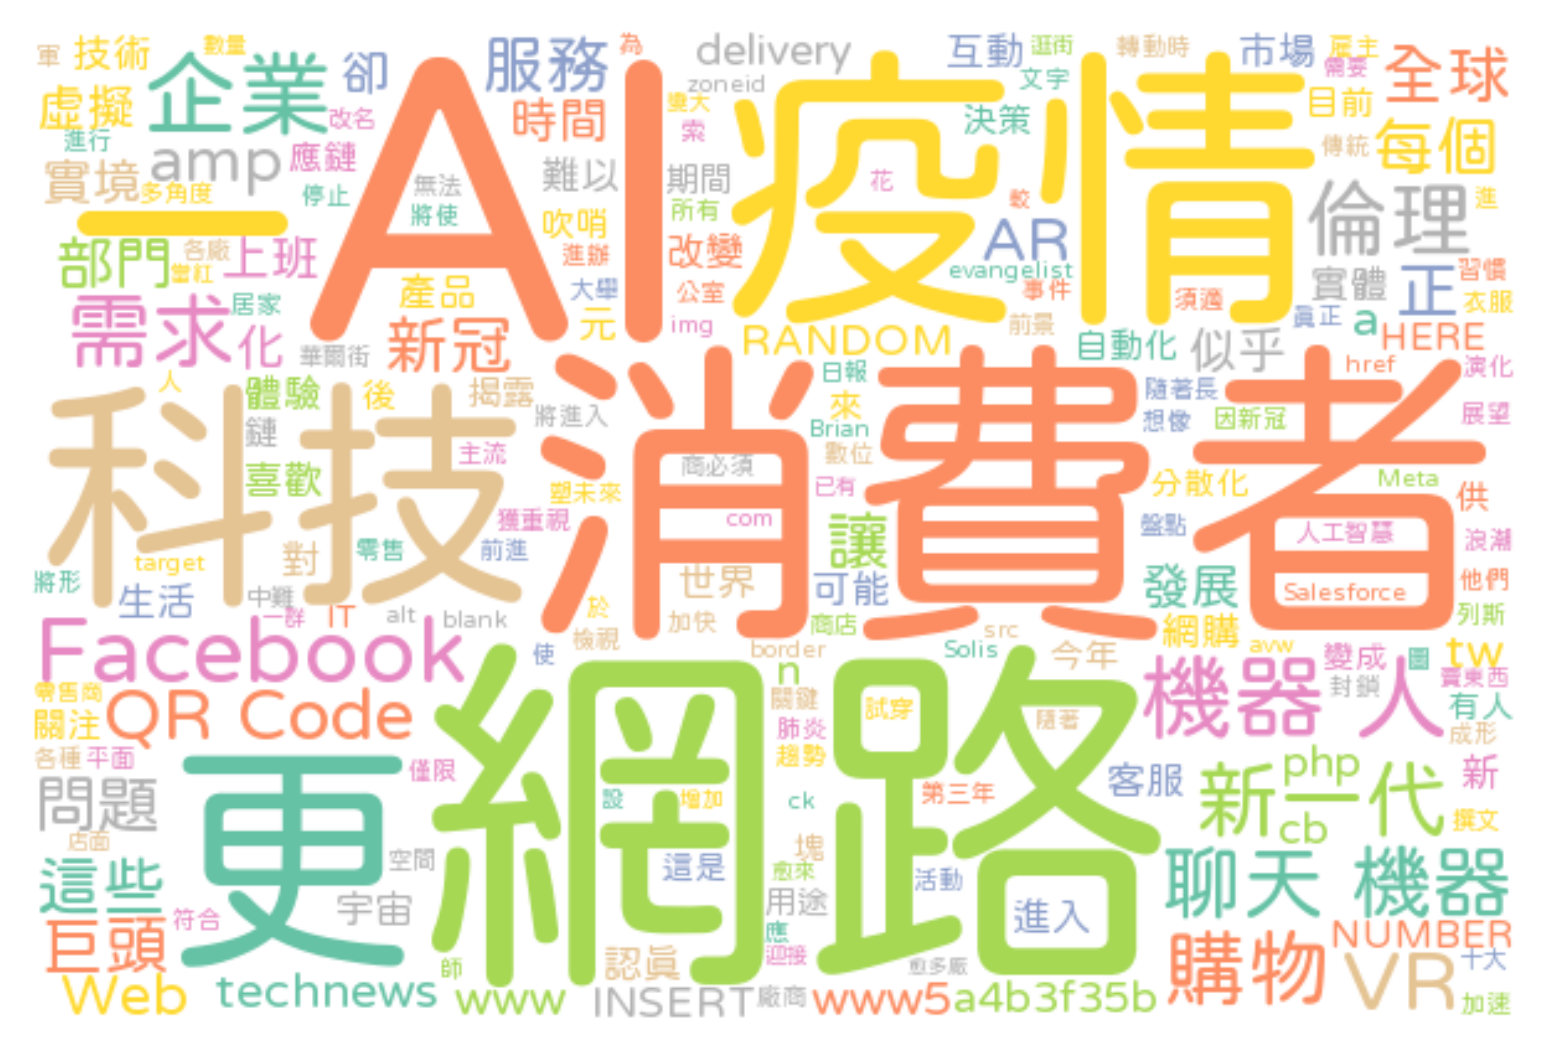 軍 技術 數量 企業 卻 服務 為 delivery 互動 逛街 轉動時 市場 雇主 全球
zoneid 文字 需要
虛擬 改名 AI 時間 變大 疫情 決策 目前 每個
進行 索 傳統
實境 amp 應鏈 無法 難以 期間 花
多角度 停止 將使 吹哨 所有 較 倫理 進
一 部門 各廠 上班 進辦 改變 AR
當紅 evangelist 習慣
需求 居家 產品 大舉 公室 事件 須適 實體 正 衣服
化 華爾街 新冠 元 img RANDOM 前景 自動化 似乎 真正 a HERE
科技 人 體驗 後 揭露 消費者 日報 隨著長 href 演化
將進入 來 想像 因新冠 展望
鏈 主流 商必須 Brian 數位
喜歡 塑未來 已有 分散化 Meta 供
獲重視 com 讓 盤點 人工智慧 浪潮
target 對 零售 前進
將形 生活 中難 世界 可能 發展 Salesforce 他們
一群 IT alt blank 於 加快 商店 src 網購 列斯
Facebook 使 檢視 border Solis 今年 avw 變成 圖 tw
零售商 n 機器人 封鎖 賣東西
關注 QR Code 網路 關鍵 試穿 隨著 有人
各種 平面 肺炎 成形
更 僅限 趨勢 客服 新一代 php 新
問題 設 增加 ck 第三年 cb 撰文
店面 塊
這些 空間 這是 愈來 活動 聊天 機器
宇宙 用途 進入
巨頭 符合 應 購物 NUMBER
師 認真 迎接 愈多廠 VR 十大
Web technews www INSERT 廠商 www5a4b3f35b 加速